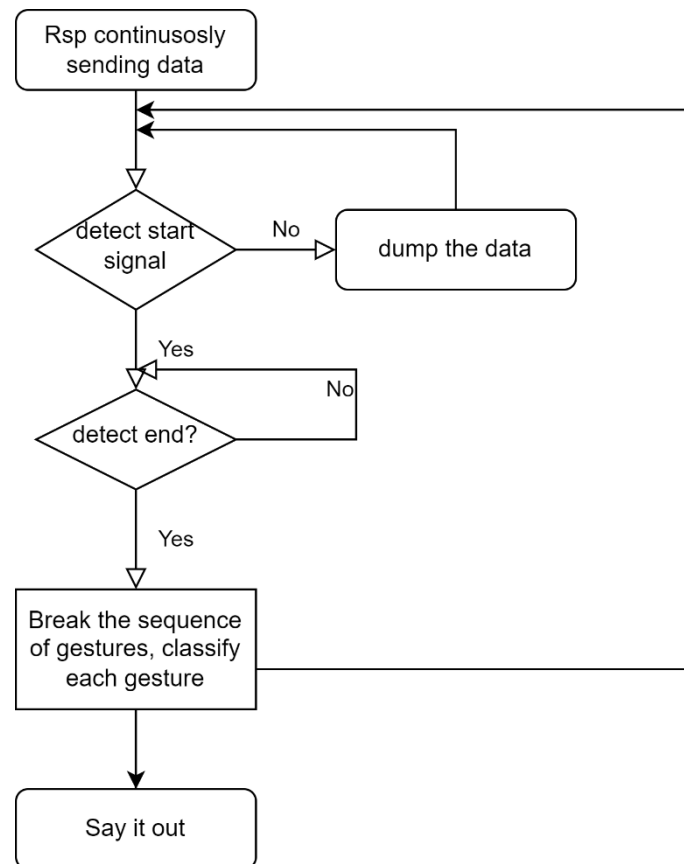 Rsp continusosly
sending data
detect start
signal
No
dump the data
Yes
No
detect end?
Yes
Break the sequence
of gestures, classify
each gesture
Say it out